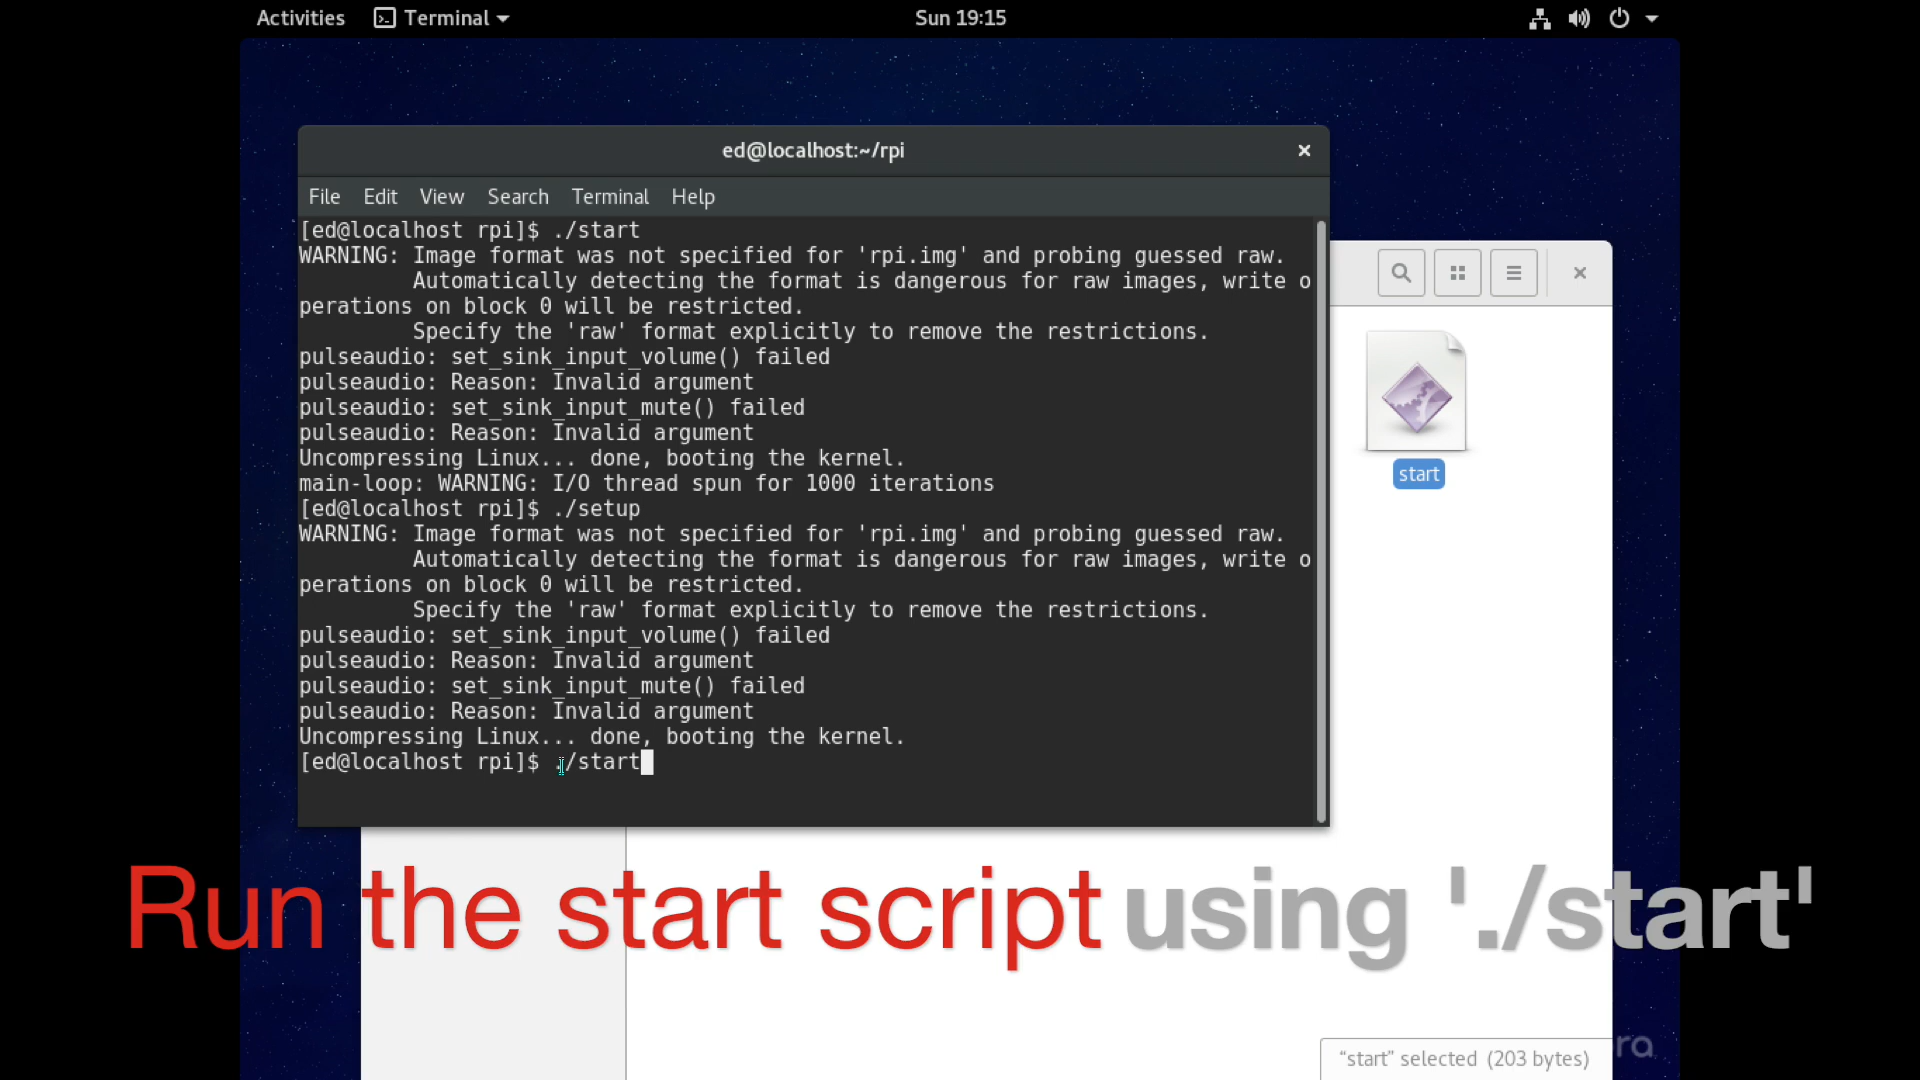 Activities Terminal Sun 19:15
ed@localhost:~/rpi
File Edit View Search Terminal Help
[ed@localhost rpi]$ ./start
WARNING: Image format was not specified for 'rpi.img' and probing guessed raw.
Automatically detecting the format is dangerous for raw images, write o
perations on block 0 will be restricted.
Specify the 'raw' format explicitly to remove the restrictions.
pulseaudio: set_sink_input_volume() failed
pulseaudio: Reason: Invalid argument
pulseaudio: set_sink_input_mute() failed
pulseaudio: Reason: Invalid argument
Uncompressing Linux... done, booting the kernel.
main-loop: WARNING: I/O thread spun for 1000 iterations
[ed@localhost rpi]$ ./setup
WARNING: Image format was not specified for 'rpi.img' and probing guessed raw.
Automatically detecting the format is dangerous for raw images, write o
perations on block 0 will be restricted.
Specify the 'raw' format explicitly to remove the restrictions.
pulseaudio: set_sink_input_volume() failed
pulseaudio: Reason: Invalid argument
pulseaudio: set_sink_input_mute() failed
pulseaudio: Reason: Invalid argument
Uncompressing Linux... done, booting the kernel.
[ed@localhost rpi]$ ./start
start
Run the start script using './start'
“start” selected (203 bytes)